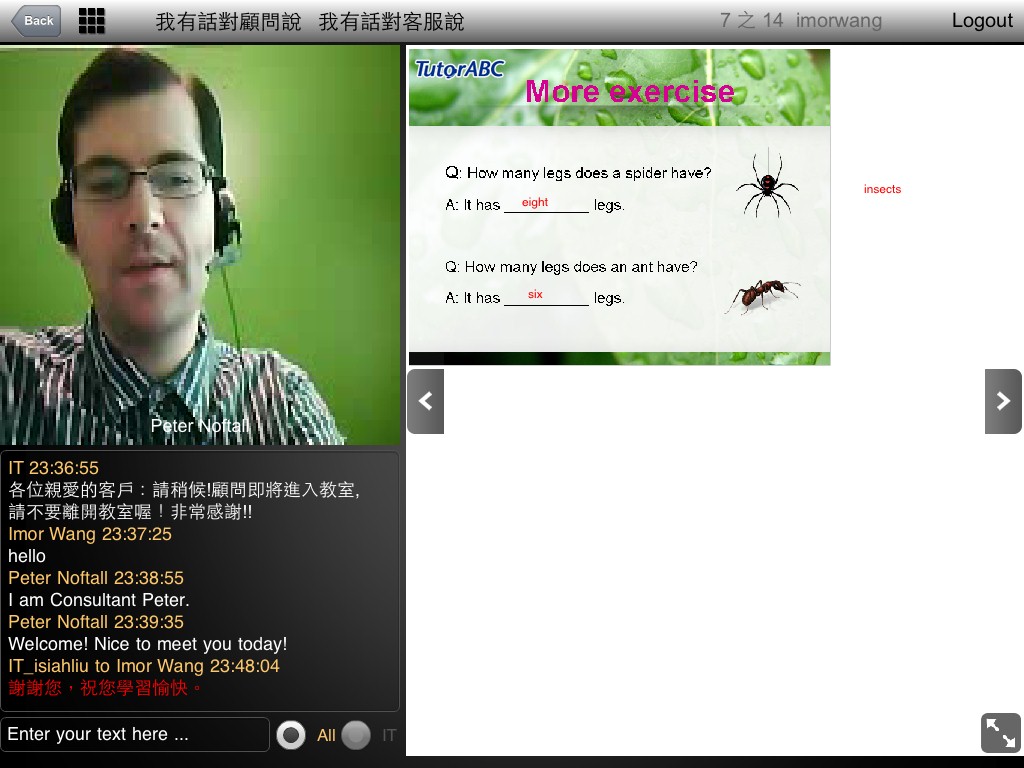 Back
我有話對顧問說 我有話對客服說
7 之 14 imorwang
Logout
Peter Noftall
IT 23:36:55
各位親愛的客戶：請稍候!顧問即將進入教室,
請不要離開教室喔！非常感謝!!
Imor Wang 23:37:25
hello
Peter Noftall 23:38:55
I am Consultant Peter.
Peter Noftall 23:39:35
Welcome! Nice to meet you today!
IT_isiahliu to Imor Wang 23:48:04
謝謝您，祝您學習愉快。
Enter your text here ...
All
IT
TutorABC
More exercise
Q: How many legs does a spider have?
A: It has eight legs.
Q: How many legs does an ant have?
A: It has six legs.
insects